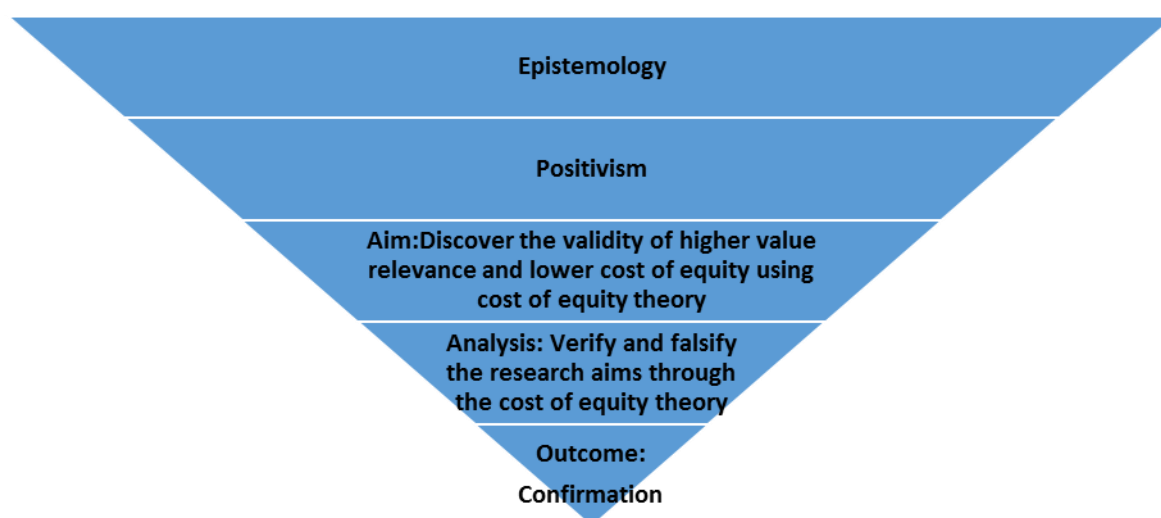 Epistemology
Positivism
Aim:Discover the validity of higher value
relevance and lower cost of equity using
cost of equity theory
Analysis: Verify and falsify
the research aims through
the cost of equity theory
Outcome:
Confirmation